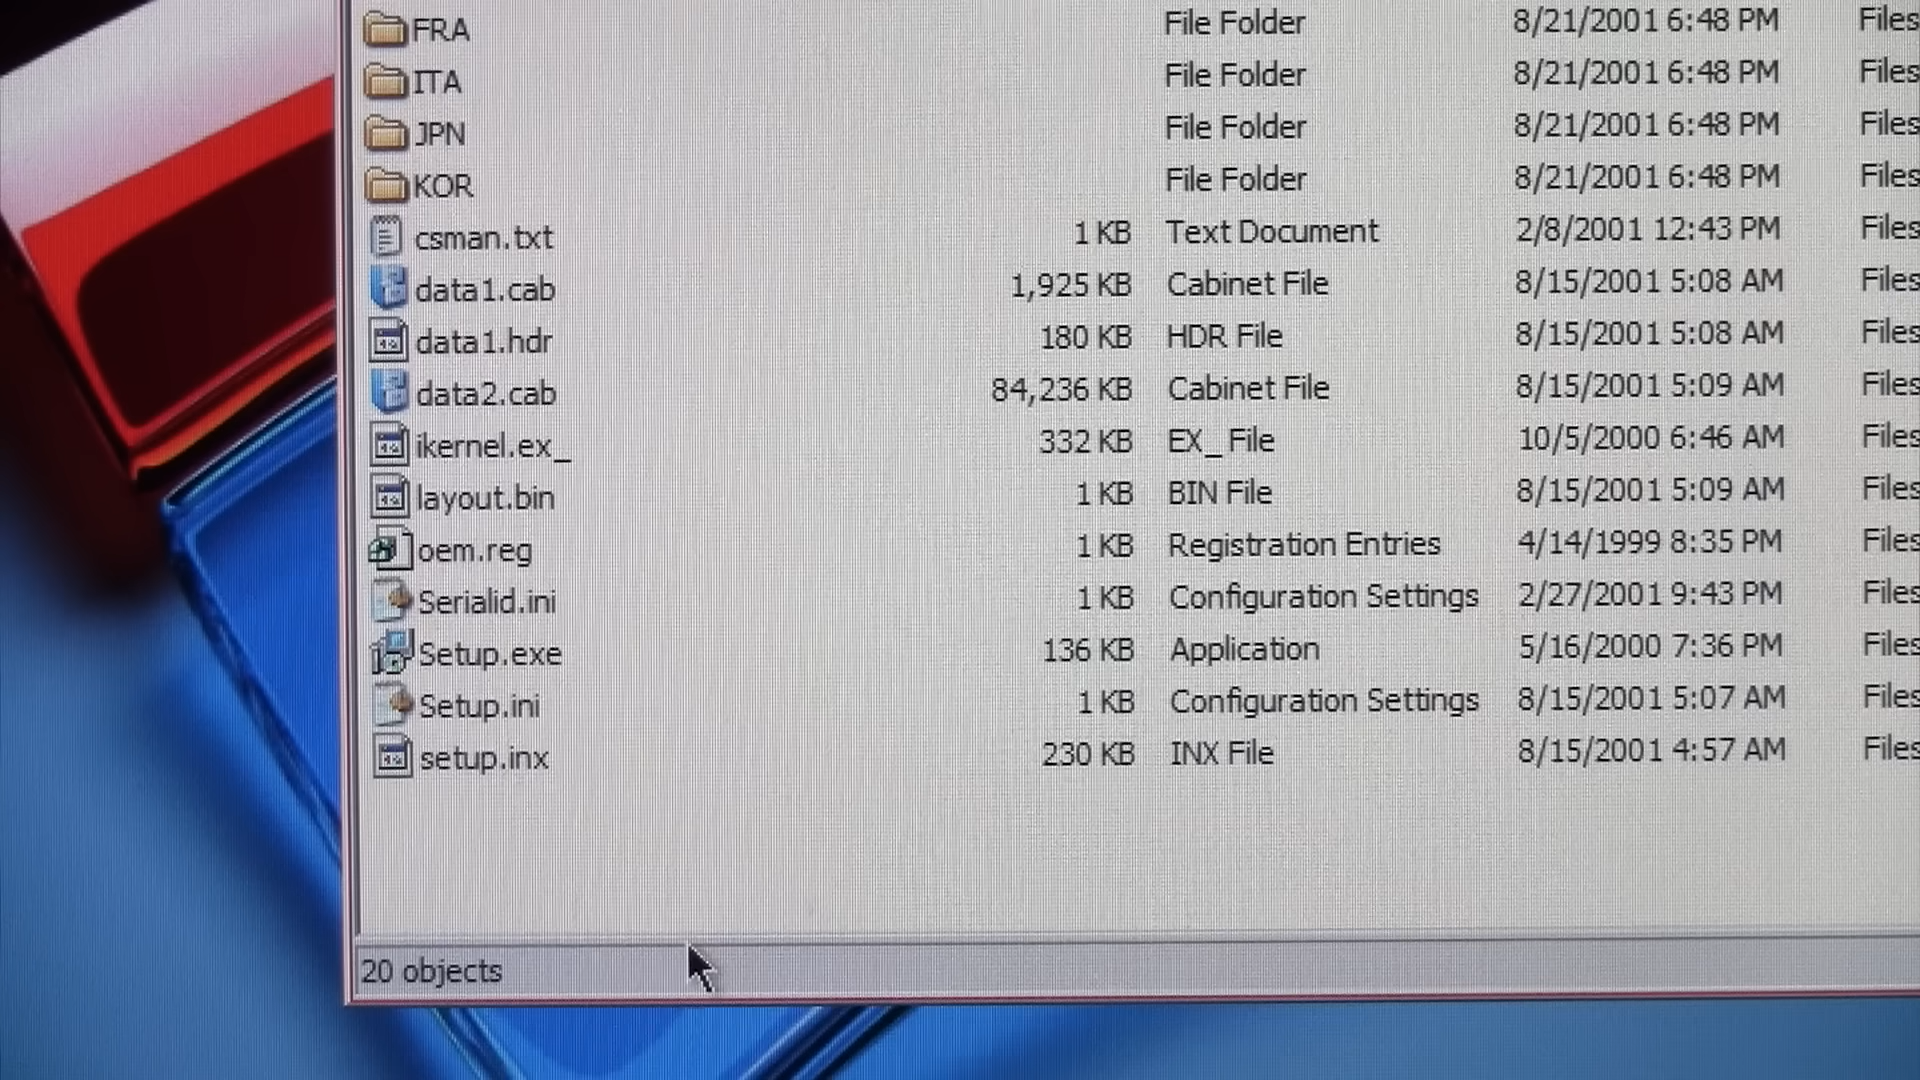 FRA File Folder 8/21/2001 6:48 PM Files
ITA File Folder 8/21/2001 6:48 PM Files
JPN File Folder 8/21/2001 6:48 PM Files
KOR File Folder 8/21/2001 6:48 PM Files
csman.txt 1 KB Text Document 2/8/2001 12:43 PM Files
data1.cab 1,925 KB Cabinet File 8/15/2001 5:08 AM Files
data1.hdr 180 KB HDR File 8/15/2001 5:08 AM Files
data2.cab 84,236 KB Cabinet File 8/15/2001 5:09 AM Files
ikernel.ex_ 332 KB EX_ File 10/5/2000 6:46 AM Files
layout.bin 1 KB BIN File 8/15/2001 5:09 AM Files
oem.reg 1 KB Registration Entries 4/14/1999 8:35 PM Files
Serialid.ini 1 KB Configuration Settings 2/27/2001 9:43 PM Files
Setup.exe 136 KB Application 5/16/2000 7:36 PM Files
Setup.ini 1 KB Configuration Settings 8/15/2001 5:07 AM Files
setup.inx 230 KB INX File 8/15/2001 4:57 AM Files
20 objects